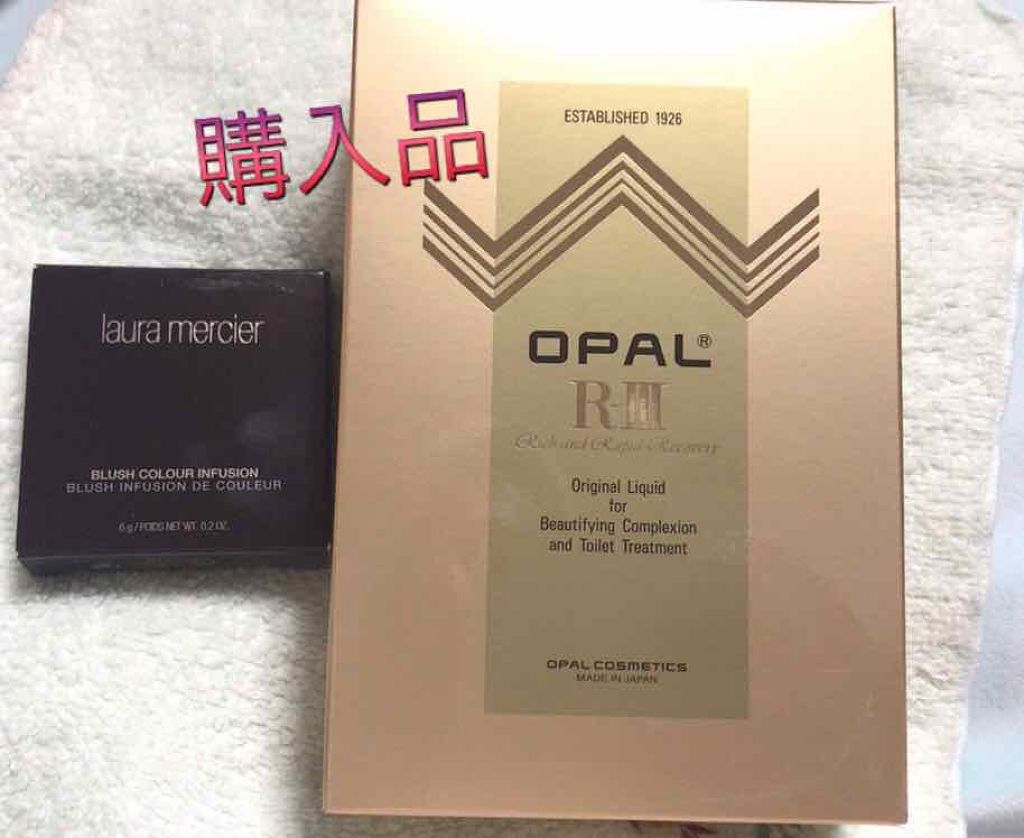 購入品
laura mercier
BLUSH COLOUR INFUSION
BLUSH INFUSION DE COULEUR
6 g/POIDS NET WT. 0.2 OZ.
ESTABLISHED 1926
OPAL®
R-III
Rich and Rapid Recovery
Original Liquid
for
Beautifying Complexion
and Toilet Treatment
OPAL COSMETICS
MADE IN JAPAN